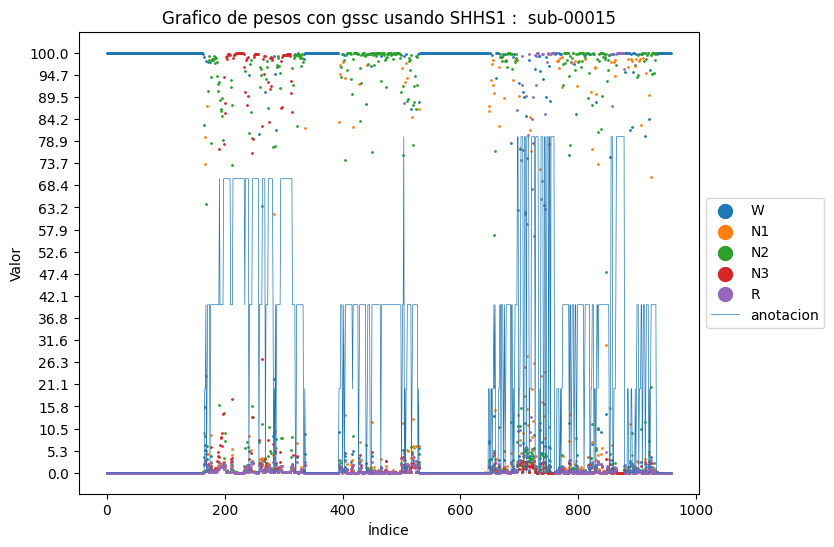 Grafico de pesos con gssc usando SHHS1 :  sub-00015
100.0
94.7
89.5
84.2
78.9
73.7
68.4
63.2
57.9
52.6
47.4
42.1
36.8
31.6
26.3
21.1
15.8
10.5
5.3
0.0
Valor
W
N1
N2
N3
R
anotacion
0
200
400
600
800
1000
Índice